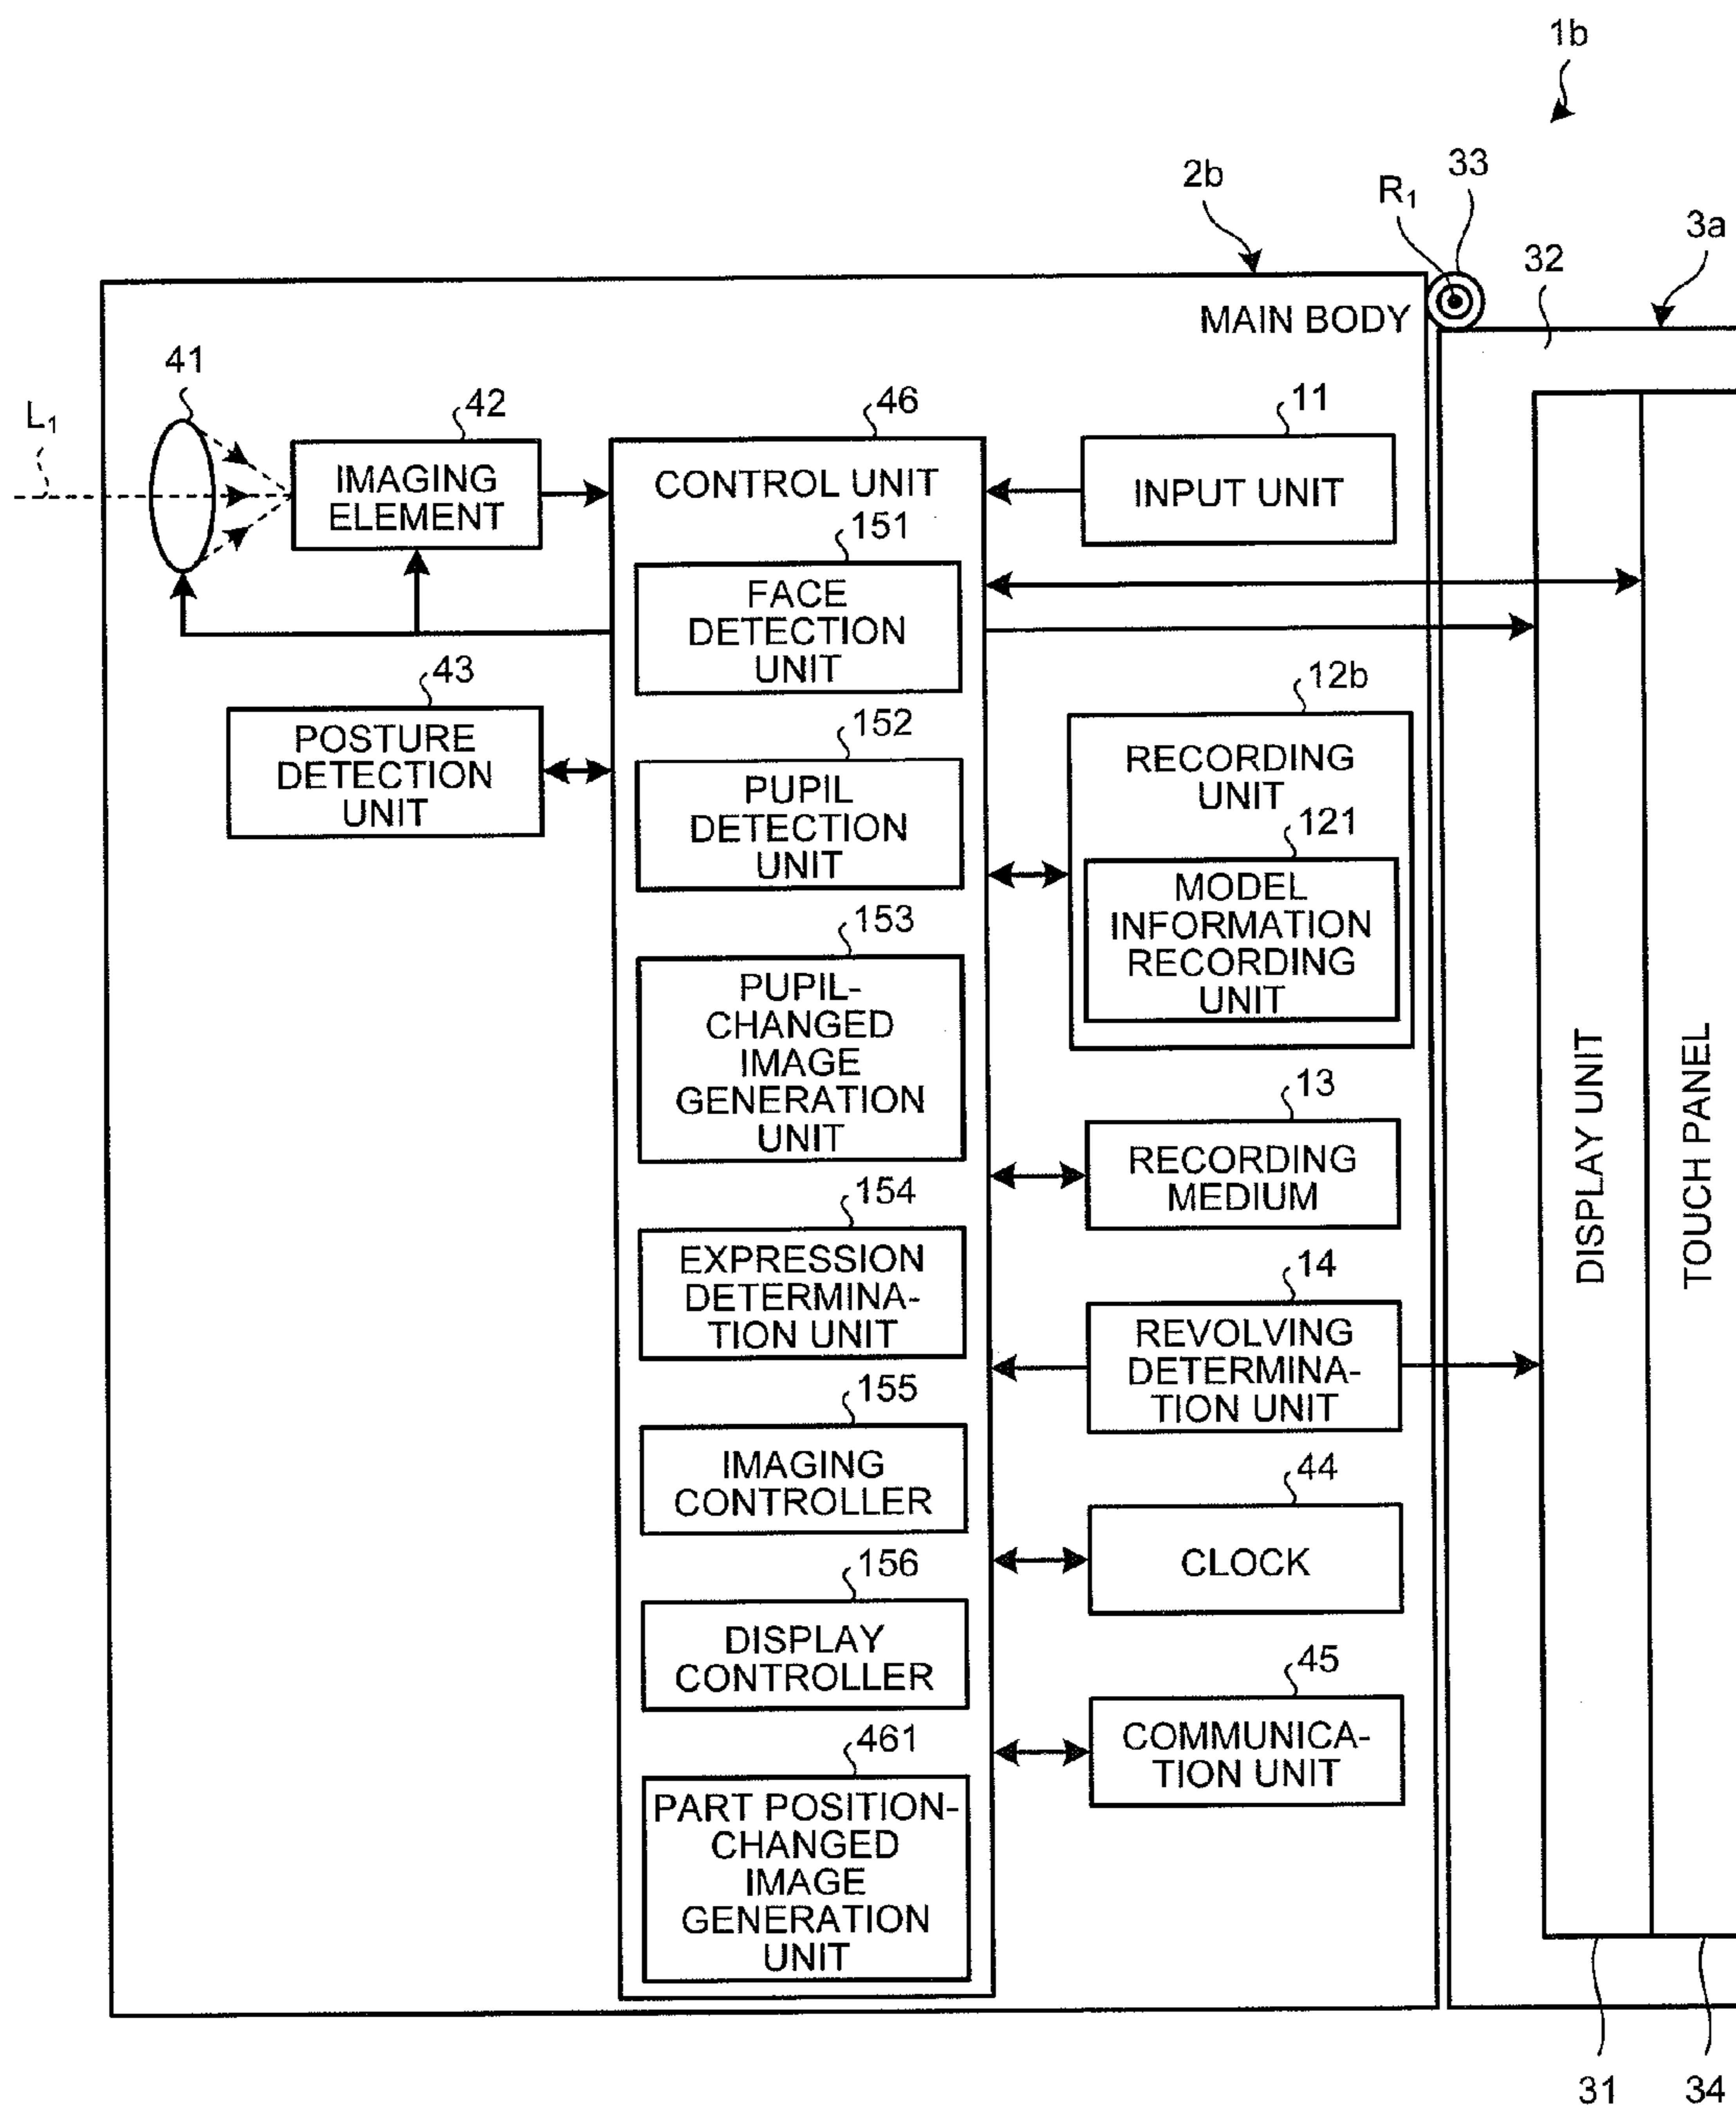 1b
2b
R1
33
32
3a
MAIN BODY
L1
41
42
IMAGING
ELEMENT
46
CONTROL UNIT
11
INPUT UNIT
151
FACE
DETECTION
UNIT
43
POSTURE
DETECTION
UNIT
152
PUPIL
DETECTION
UNIT
12b
RECORDING
UNIT
121
MODEL
INFORMATION
RECORDING
UNIT
153
PUPIL-
CHANGED
IMAGE
GENERATION
UNIT
13
RECORDING
MEDIUM
154
EXPRESSION
DETERMINA-
TION UNIT
14
REVOLVING
DETERMINA-
TION UNIT
155
IMAGING
CONTROLLER
44
CLOCK
156
DISPLAY
CONTROLLER
45
COMMUNICA-
TION UNIT
461
PART POSITION-
CHANGED
IMAGE
GENERATION
UNIT
DISPLAY UNIT
TOUCH PANEL
31
34